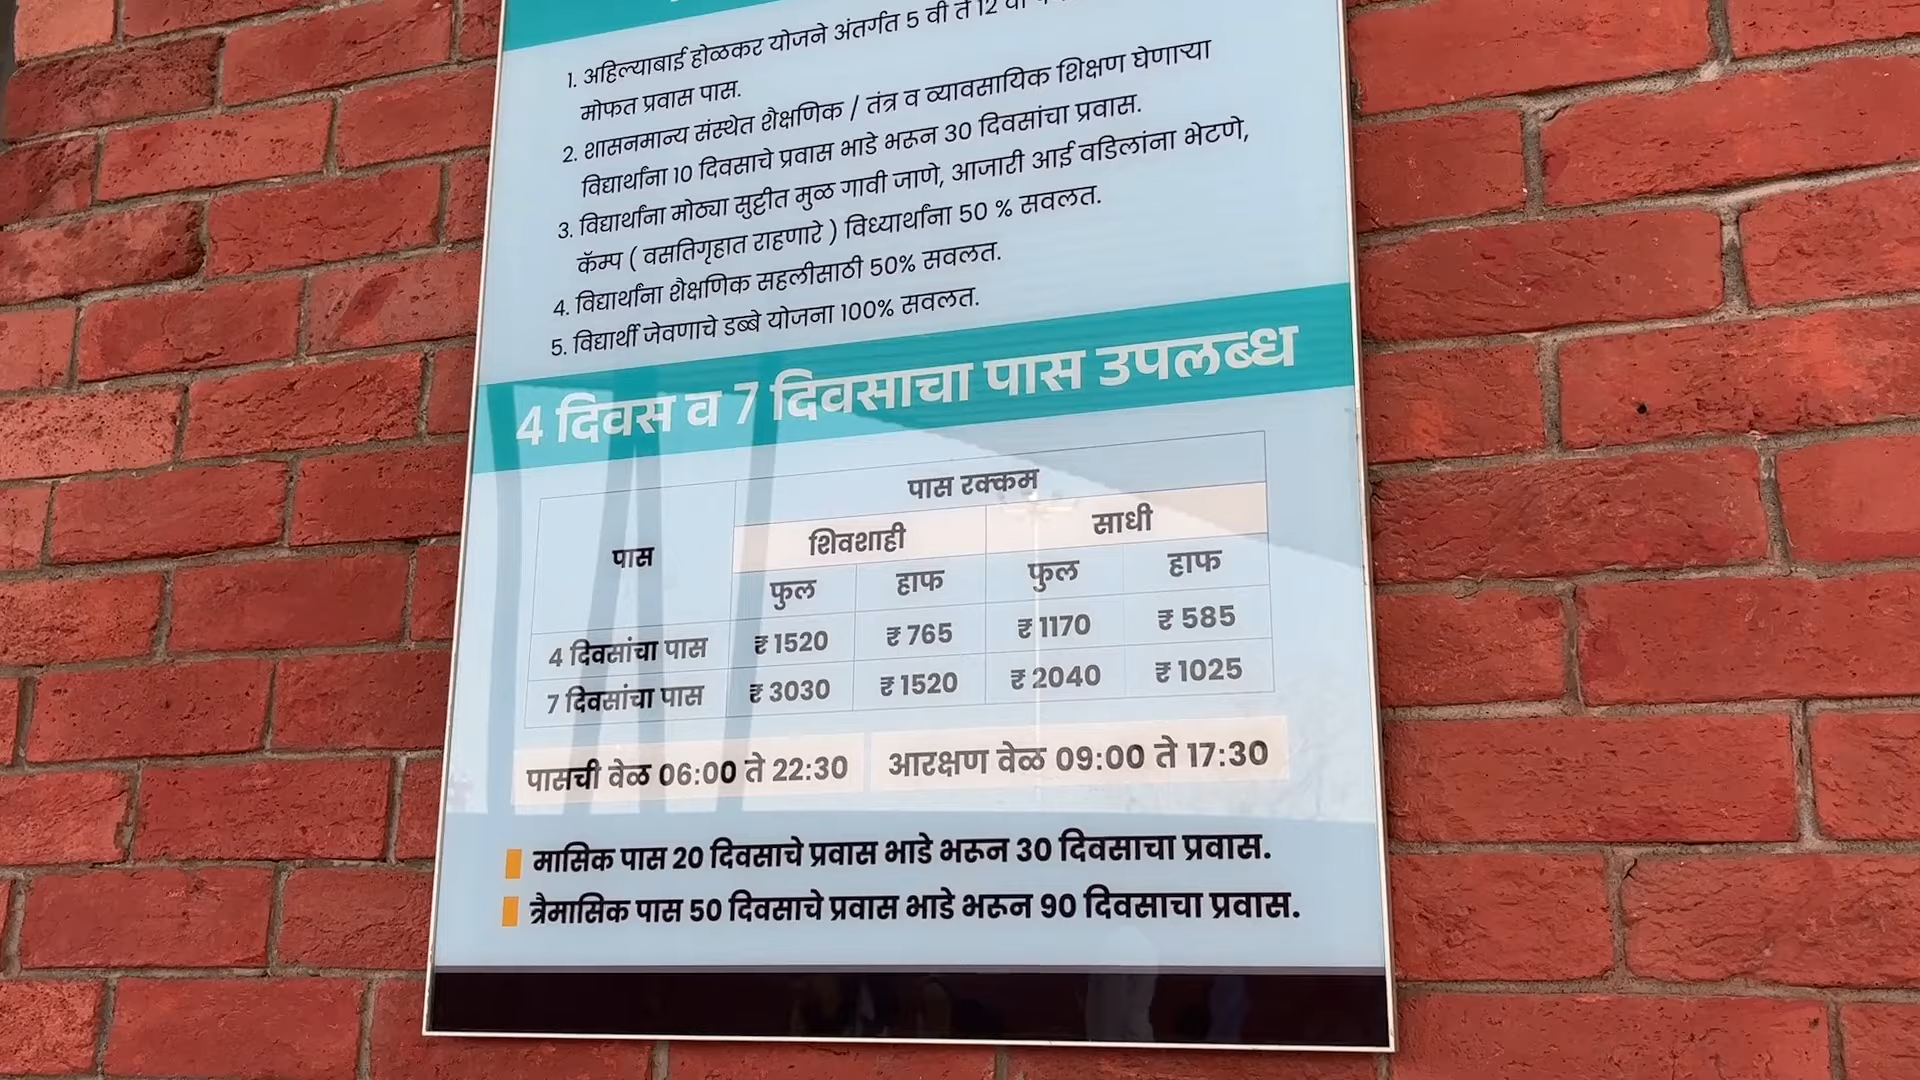 1. अहिल्याबाई होळकर योजने अंतर्गत 5 वी ते 12 वी
मोफत प्रवास पास.
2. शासनमान्य संस्थेत शैक्षणिक / तंत्र व व्यावसायिक शिक्षण घेणाऱ्या
विद्यार्थांना 10 दिवसाचे प्रवास भाडे भरून 30 दिवसांचा प्रवास.
3. विद्यार्थांना मोठ्या सुट्टीत मुळ गावी जाणे, आजारी आई वडिलांना भेटणे,
कॅम्प ( वसतिगृहात राहणारे ) विध्यार्थांना 50 % सवलत.
4. विद्यार्थांना शैक्षणिक सहलीसाठी 50% सवलत.
5. विद्यार्थी जेवणाचे डब्बे योजना 100% सवलत.
4 दिवस व 7 दिवसाचा पास उपलब्ध
पास रक्कम
पास शिवशाही साधी
फुल हाफ फुल हाफ
4 दिवसांचा पास ₹ 1520 ₹ 765 ₹ 1170 ₹ 585
7 दिवसांचा पास ₹ 3030 ₹ 1520 ₹ 2040 ₹ 1025
पासची वेळ 06:00 ते 22:30 आरक्षण वेळ 09:00 ते 17:30
मासिक पास 20 दिवसाचे प्रवास भाडे भरून 30 दिवसाचा प्रवास.
त्रैमासिक पास 50 दिवसाचे प्रवास भाडे भरून 90 दिवसाचा प्रवास.